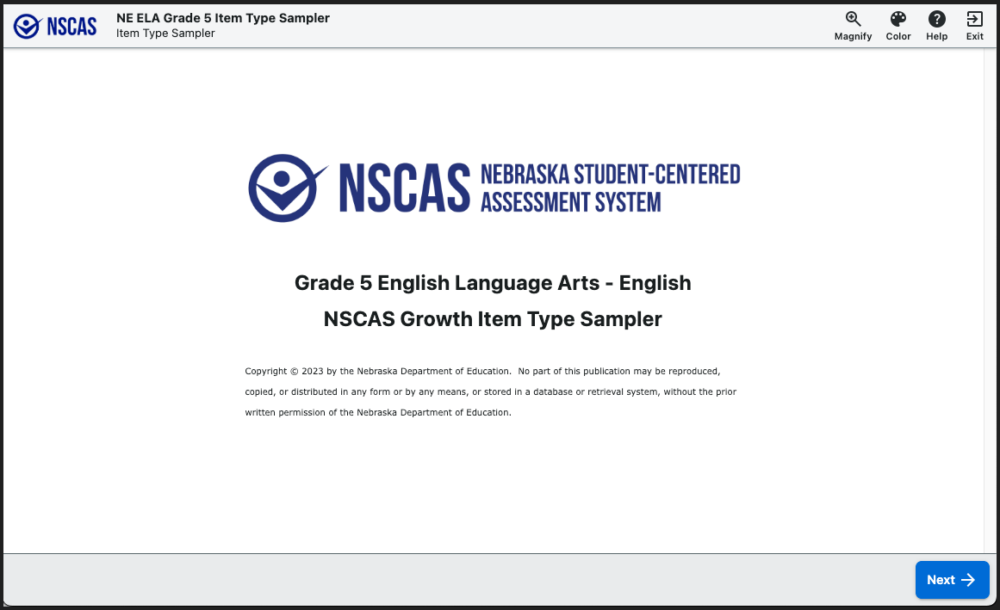 NSCAS
NE ELA Grade 5 Item Type Sampler
Item Type Sampler
Magnify
Color
Help
Exit
NSCAS
NEBRASKA STUDENT-CENTERED
ASSESSMENT SYSTEM
Grade 5 English Language Arts - English
NSCAS Growth Item Type Sampler
Copyright © 2023 by the Nebraska Department of Education.  No part of this publication may be reproduced,
copied, or distributed in any form or by any means, or stored in a database or retrieval system, without the prior
written permission of the Nebraska Department of Education.
Next